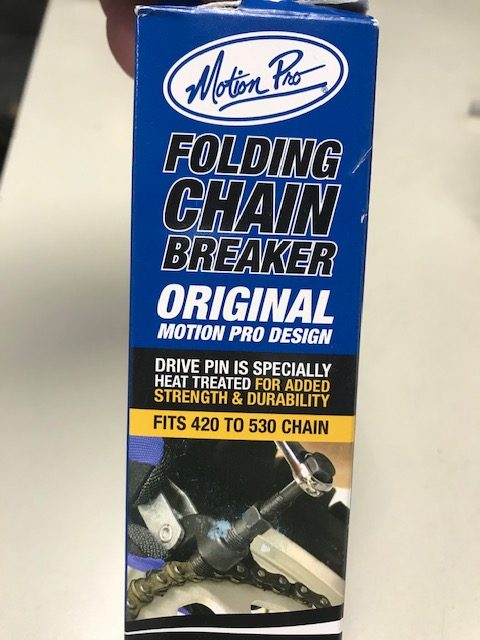 Motion Pro
FOLDING
CHAIN
BREAKER
ORIGINAL
MOTION PRO DESIGN
DRIVE PIN IS SPECIALLY
HEAT TREATED FOR ADDED
STRENGTH & DURABILITY
FITS 420 TO 530 CHAIN